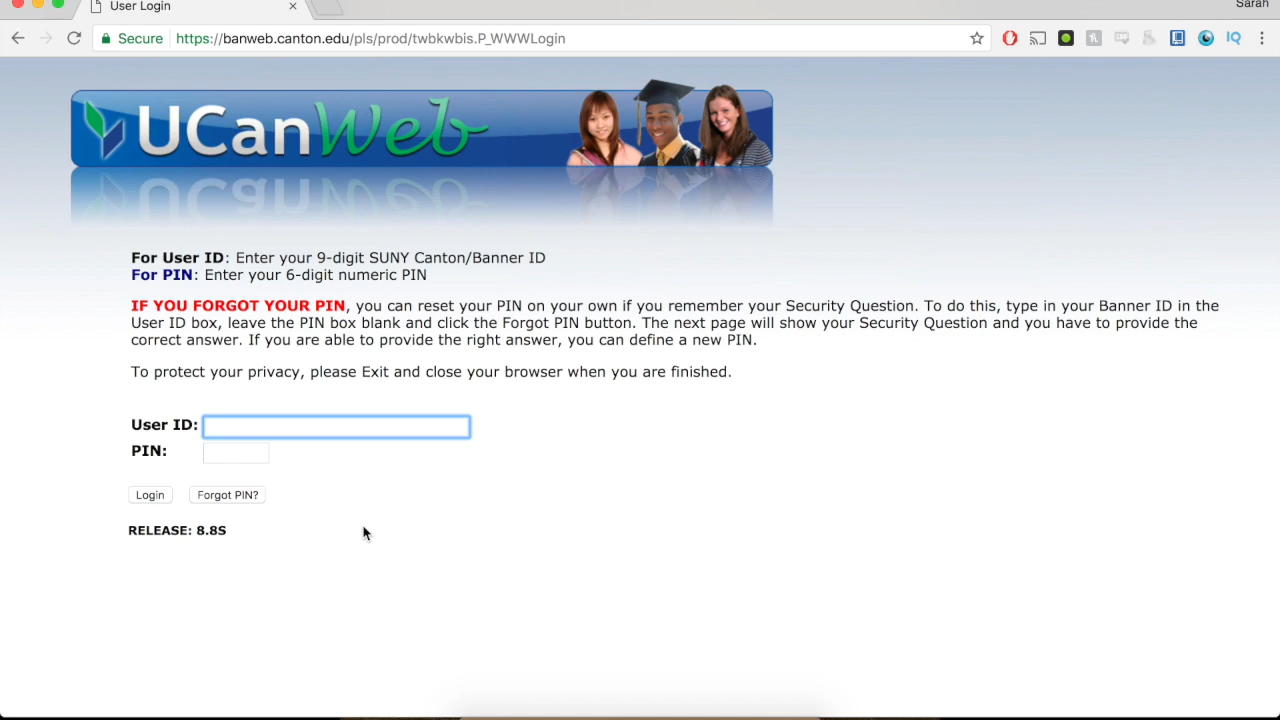 User Login
Sarah
Secure https://banweb.canton.edu/pls/prod/twbkwbis.P_WWWLogin
IQ
UCanWeb
For User ID: Enter your 9-digit SUNY Canton/Banner ID
For PIN: Enter your 6-digit numeric PIN
IF YOU FORGOT YOUR PIN, you can reset your PIN on your own if you remember your Security Question. To do this, type in your Banner ID in the
User ID box, leave the PIN box blank and click the Forgot PIN button. The next page will show your Security Question and you have to provide the
correct answer. If you are able to provide the right answer, you can define a new PIN.
To protect your privacy, please Exit and close your browser when you are finished.
User ID:
PIN:
Login Forgot PIN?
RELEASE: 8.8S